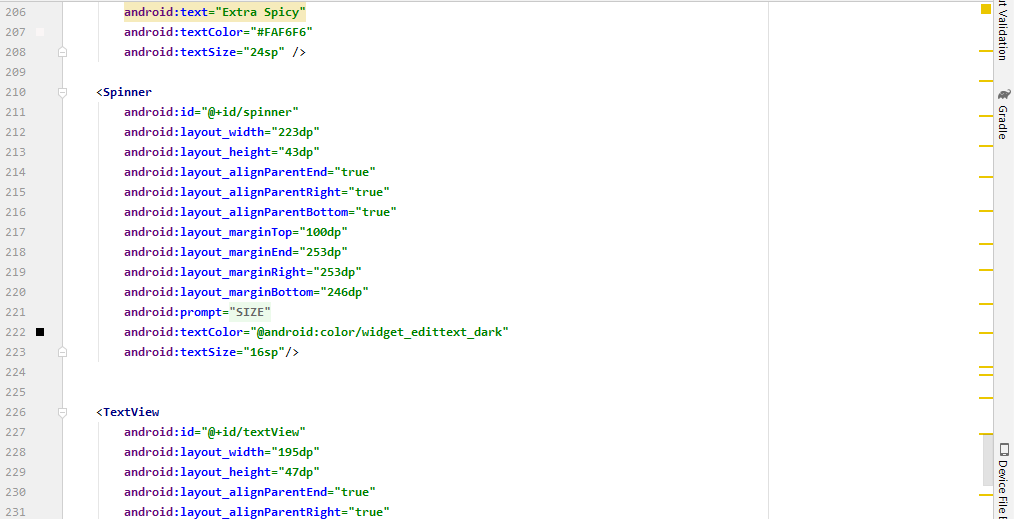 206 android:text="Extra Spicy"
207 android:textColor="#FAF6F6"
208 android:textSize="24sp" />
209
210 <Spinner
211 android:id="@+id/spinner"
212 android:layout_width="223dp"
213 android:layout_height="43dp"
214 android:layout_alignParentEnd="true"
215 android:layout_alignParentRight="true"
216 android:layout_alignParentBottom="true"
217 android:layout_marginTop="100dp"
218 android:layout_marginEnd="253dp"
219 android:layout_marginRight="253dp"
220 android:layout_marginBottom="246dp"
221 android:prompt="SIZE"
222 android:textColor="@android:color/widget_edittext_dark"
223 android:textSize="16sp"/>
224
225
226 <TextView
227 android:id="@+id/textView"
228 android:layout_width="195dp"
229 android:layout_height="47dp"
230 android:layout_alignParentEnd="true"
231 android:layout_alignParentRight="true"
Validation
Gradle
Device File